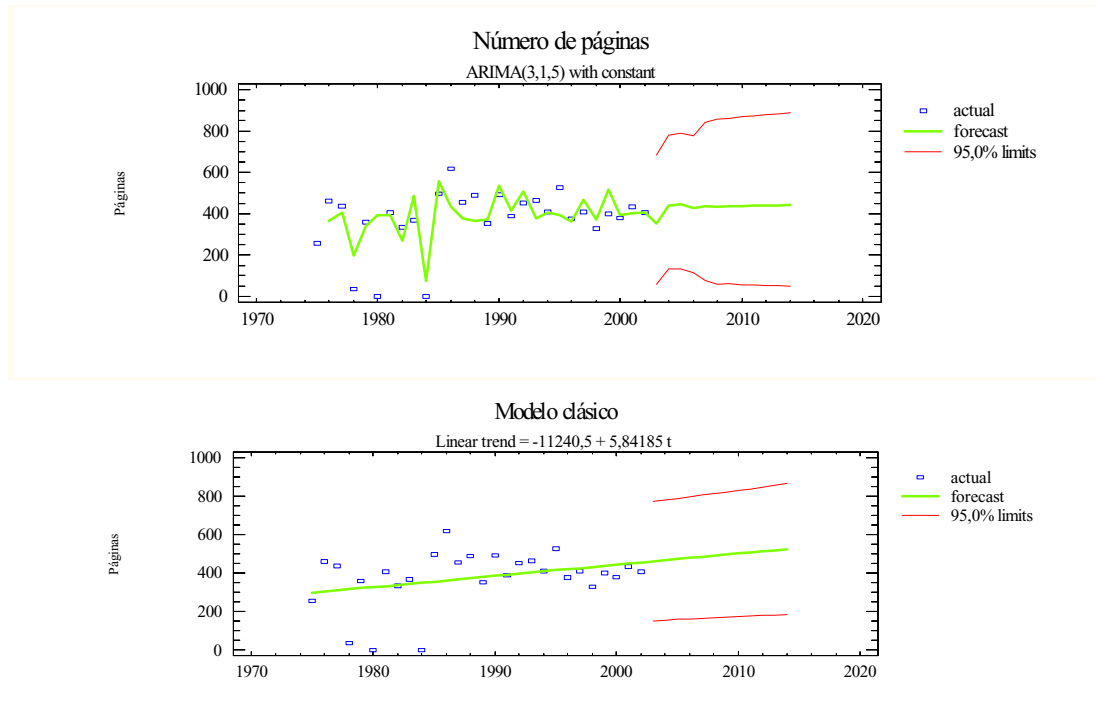 Número de páginas
ARIMA(3,1,5) with constant
1000
800
600
400
200
0
Páginas
1970 1980 1990 2000 2010 2020
actual
forecast
95,0% limits
Modelo clásico
Linear trend = -11240,5 + 5,84185 t
1000
800
600
400
200
0
Páginas
1970 1980 1990 2000 2010 2020
actual
forecast
95,0% limits